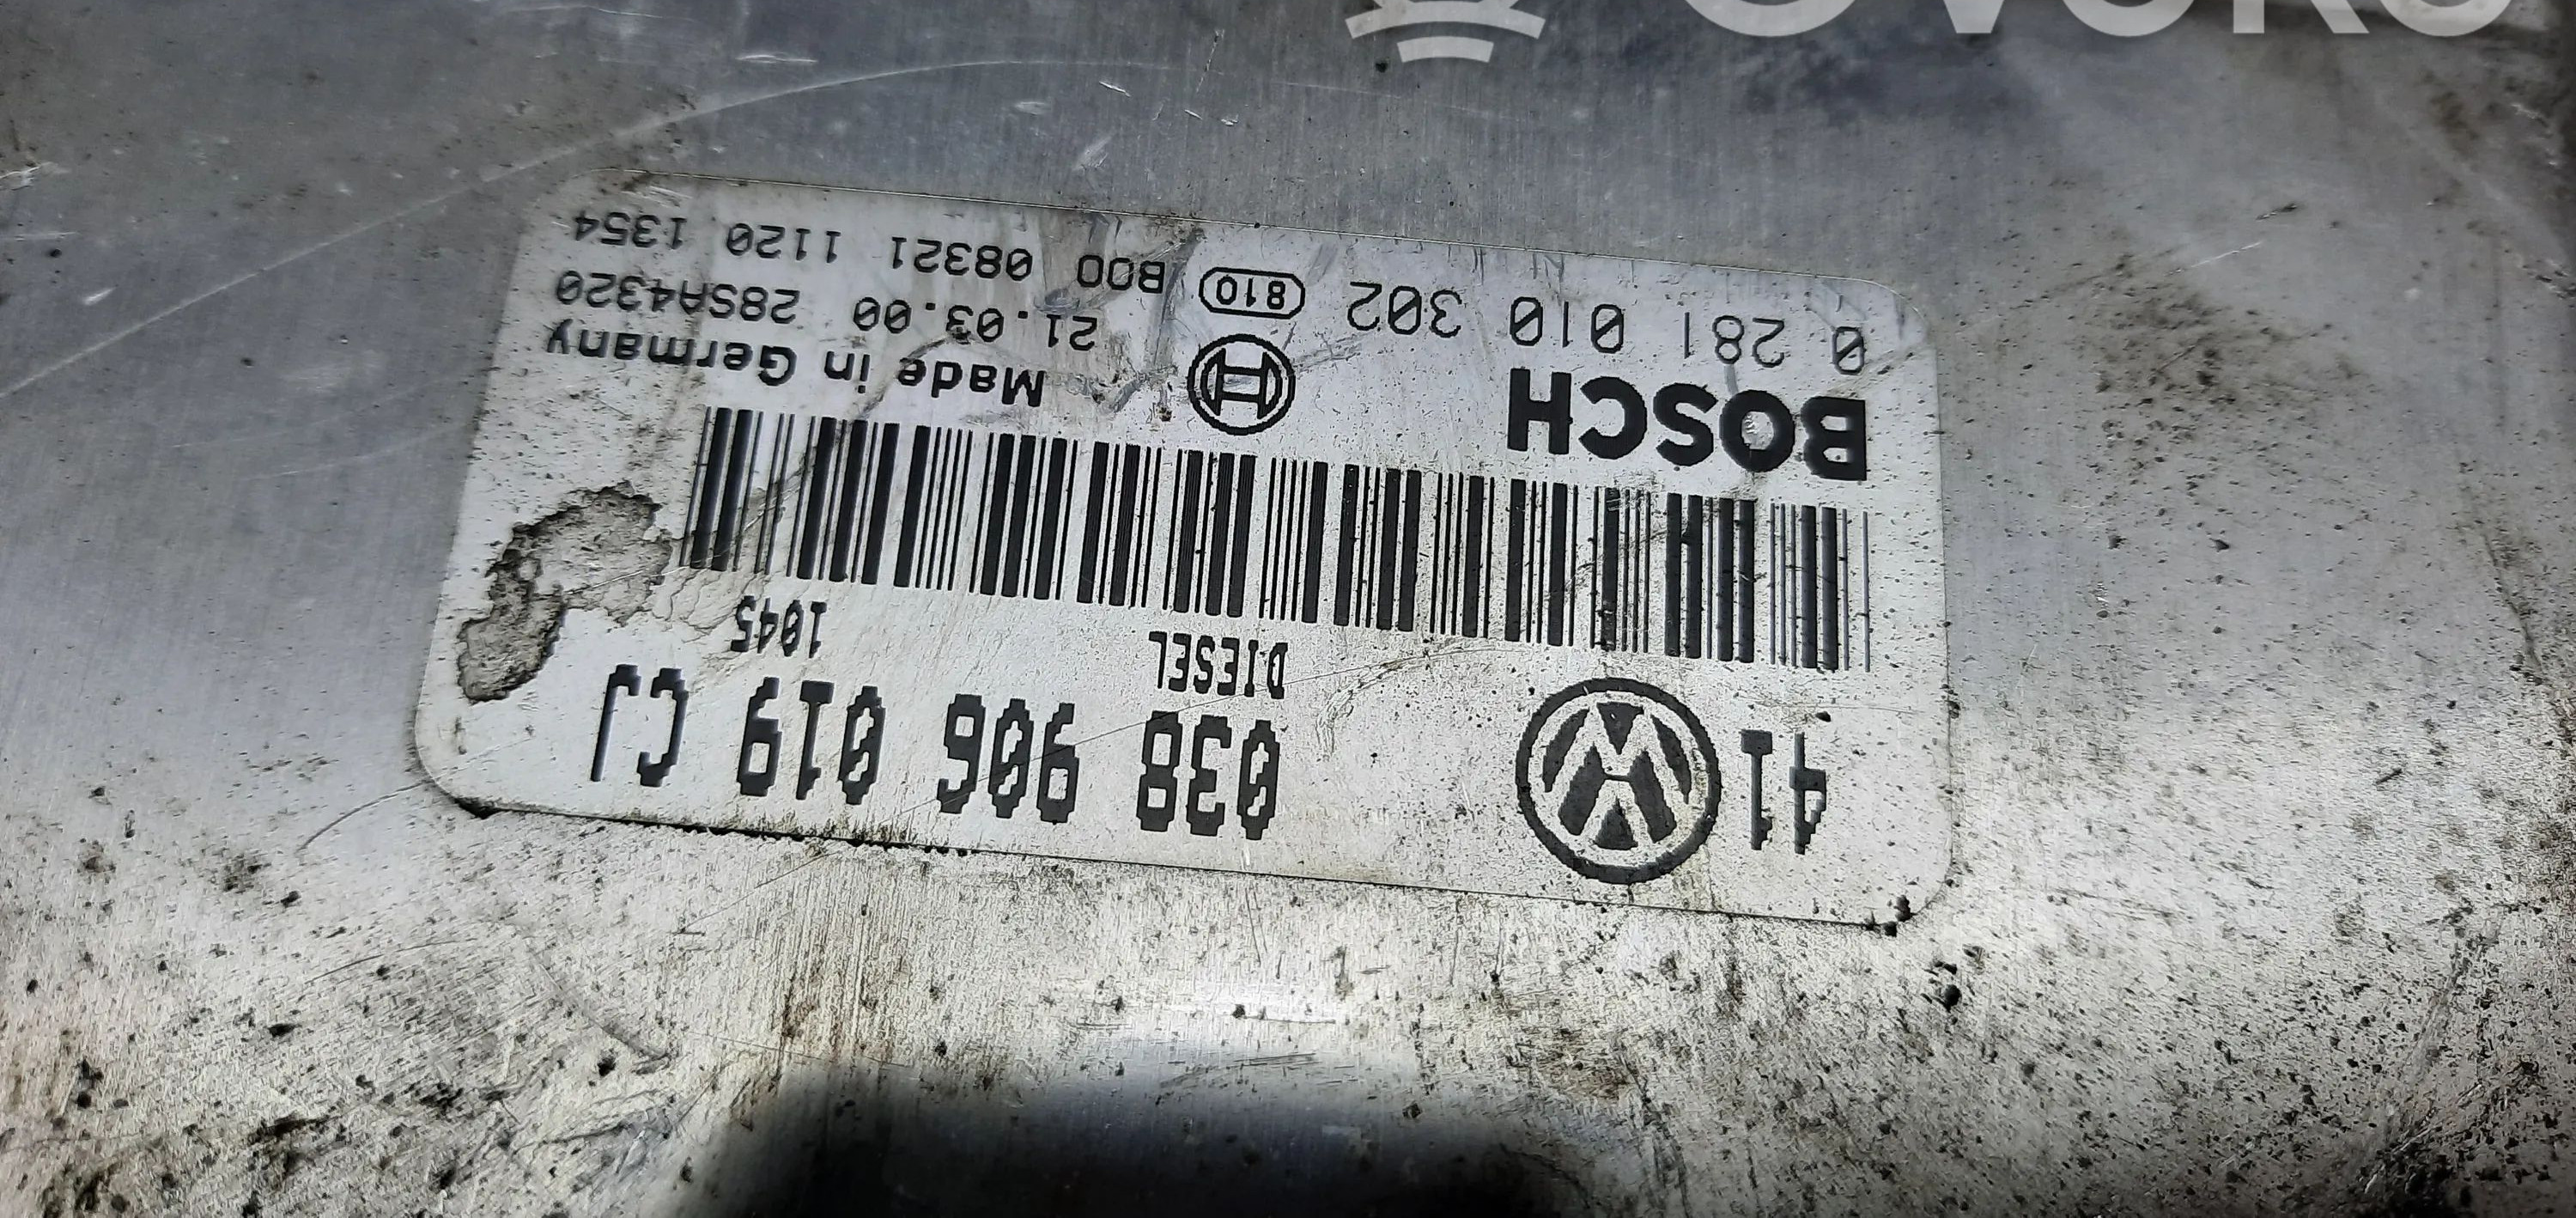 41 038 906 019 CJ
DIESEL 1045
BOSCH Made in Germany
21.03.00 28SA4320
0 281 010 302 810 B00 08321 1120 1354